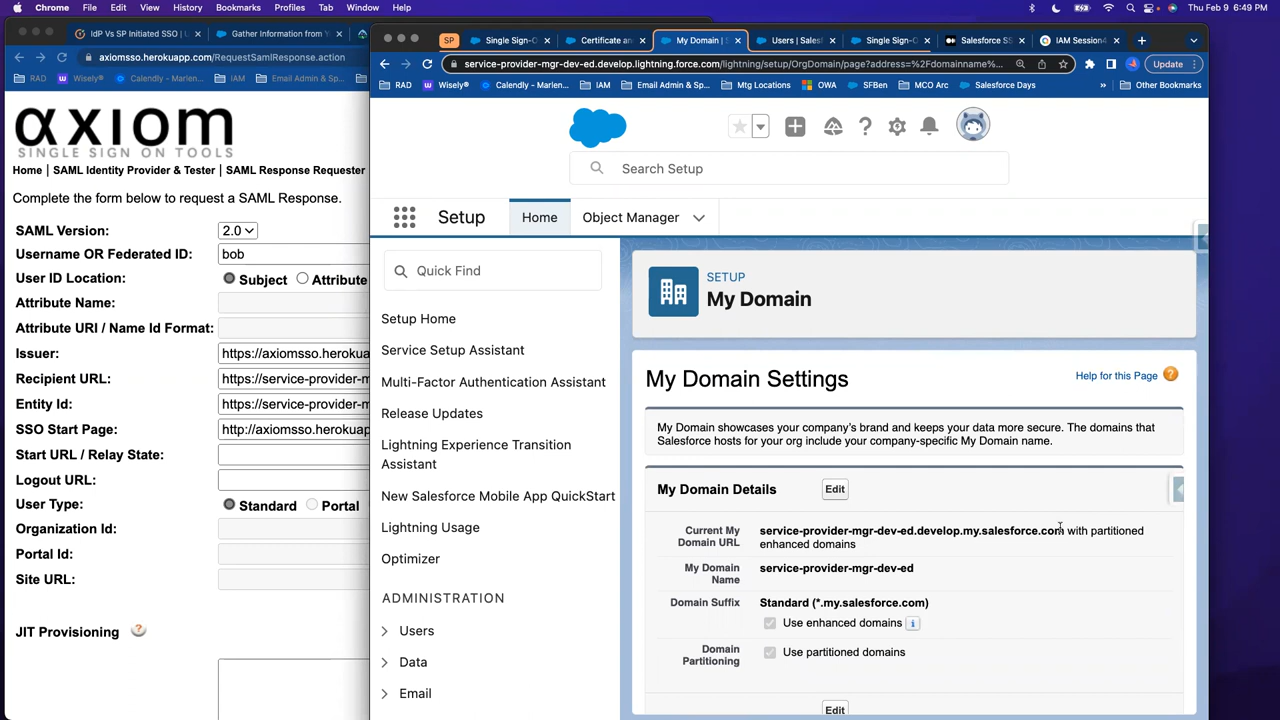 Chrome File Edit View History Bookmarks Profiles Tab Window Help Thu Feb 9 6:49 PM
IdP Vs SP Initiated SSO | U
Gather Information from Y
axiomsso.herokuapp.com/RequestSamlResponse.action
RAD Wisely® Calendly - Marlen... IAM Email Admin & Sp...
axiom
SINGLE SIGN ON TOOLS
Home | SAML Identity Provider & Tester | SAML Response Requester
Complete the form below to request a SAML Response.
SAML Version: 2.0
Username OR Federated ID: bob
User ID Location: Subject Attribute
Attribute Name:
Attribute URI / Name Id Format:
Issuer: https://axiomsso.herokua
Recipient URL: https://service-provider-m
Entity Id: https://service-provider-m
SSO Start Page: http://axiomsso.herokuap
Start URL / Relay State:
Logout URL:
User Type: Standard Portal
Organization Id:
Portal Id:
Site URL:
JIT Provisioning ?
SP Single Sign-O Certificate an My Domain | S Users | Salesf Single Sign-O Salesforce SS IAM Session4
service-provider-mgr-dev-ed.develop.lightning.force.com/lightning/setup/OrgDomain/page?address=%2Fdomainname%... Update
RAD Wisely® Calendly - Marlen... IAM Email Admin & Sp... Mtg Locations OWA SFBen MCO Arc Salesforce Days » Other Bookmarks
Search Setup
Setup Home Object Manager
Quick Find
Setup Home
Service Setup Assistant
Multi-Factor Authentication Assistant
Release Updates
Lightning Experience Transition
Assistant
New Salesforce Mobile App QuickStart
Lightning Usage
Optimizer
ADMINISTRATION
Users
Data
Email
SETUP
My Domain
My Domain Settings
Help for this Page ?
My Domain showcases your company's brand and keeps your data more secure. The domains that
Salesforce hosts for your org include your company-specific My Domain name.
My Domain Details Edit
Current My
Domain URL
service-provider-mgr-dev-ed.develop.my.salesforce.com with partitioned
enhanced domains
My Domain
Name
service-provider-mgr-dev-ed
Domain Suffix Standard (*.my.salesforce.com)
Use enhanced domains i
Domain
Partitioning
Use partitioned domains
Edit